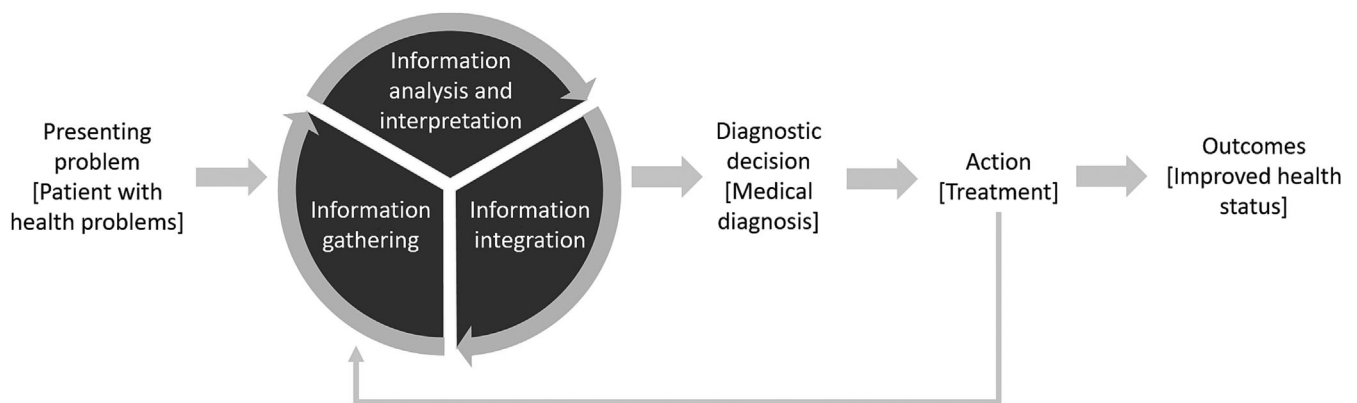 Presenting
problem
[Patient with
health problems]
Information
analysis and
interpretation
Information
gathering
Information
integration
Diagnostic
decision
[Medical
diagnosis]
Action
[Treatment]
Outcomes
[Improved health
status]